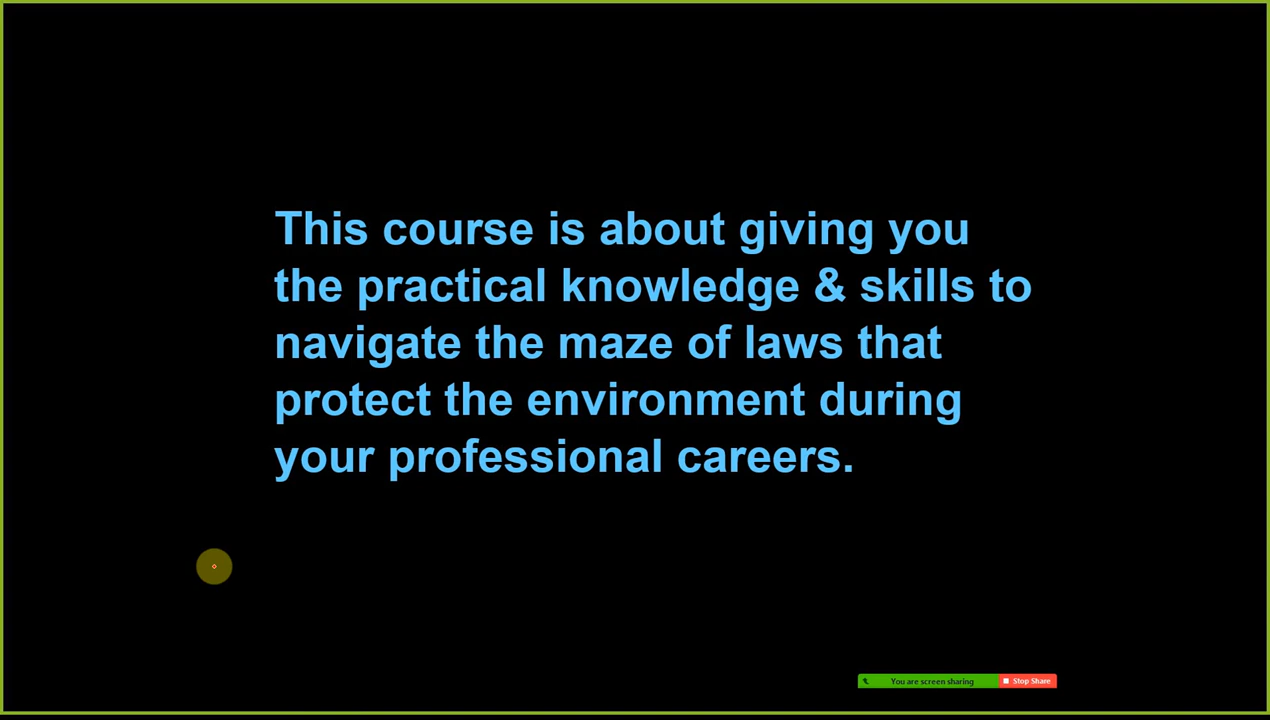 This course is about giving you
the practical knowledge & skills to
navigate the maze of laws that
protect the environment during
your professional careers.
You are screen sharing
Stop Share